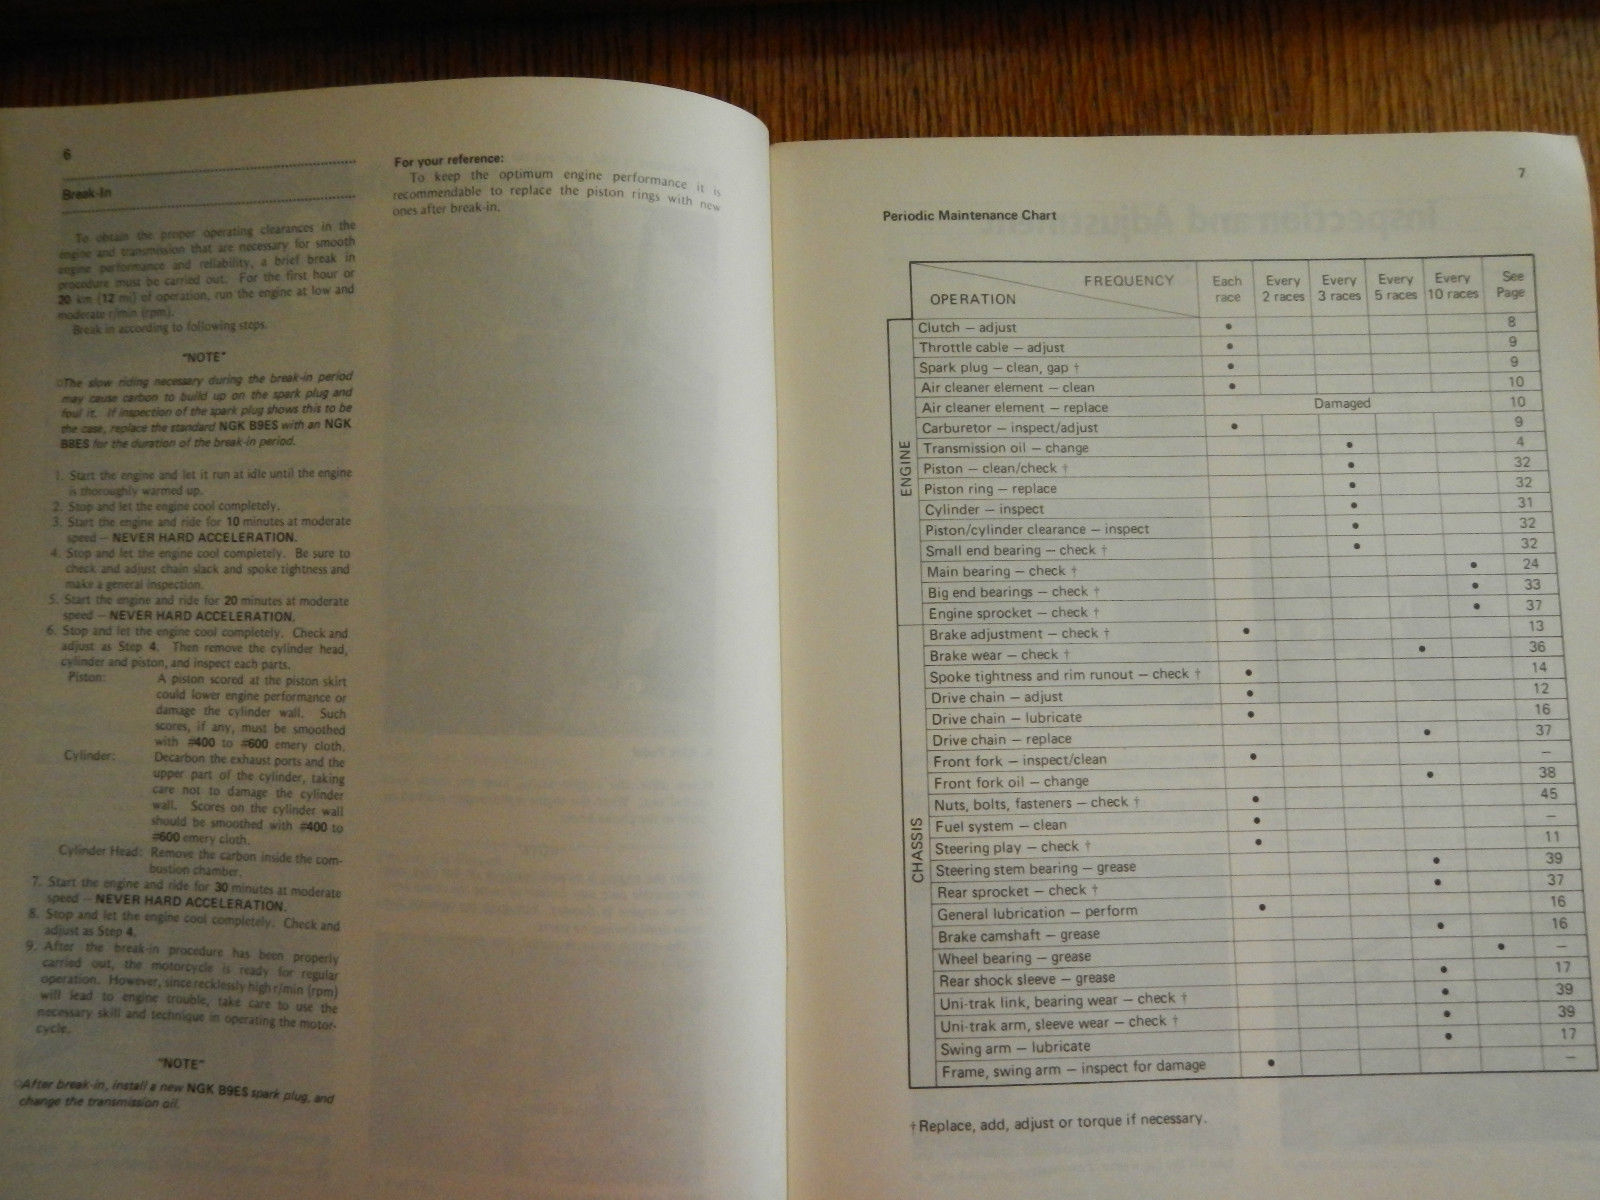 6
Break-In
To obtain the proper operating clearances in the
engine and transmission that are necessary for smooth
engine performance and reliability, a brief break in
procedure must be carried out. For the first hour or
20 km (12 mi) of operation, run the engine at low and
moderate r/min (rpm).
Break in according to following steps.
"NOTE"
○The slow riding necessary during the break-in period
may cause carbon to build up on the spark plug and
foul it. If inspection of the spark plug shows this to be
the case, replace the standard NGK B9ES with an NGK
B8ES for the duration of the break-in period.
1. Start the engine and let it run at idle until the engine
is thoroughly warmed up.
2. Stop and let the engine cool completely.
3. Start the engine and ride for 10 minutes at moderate
speed — NEVER HARD ACCELERATION.
4. Stop and let the engine cool completely. Be sure to
check and adjust chain slack and spoke tightness and
make a general inspection.
5. Start the engine and ride for 20 minutes at moderate
speed — NEVER HARD ACCELERATION.
6. Stop and let the engine cool completely. Check and
adjust as Step 4. Then remove the cylinder head,
cylinder and piston, and inspect each parts.
Piston: A piston scored at the piston skirt
could lower engine performance or
damage the cylinder wall. Such
scores, if any, must be smoothed
with #400 to #600 emery cloth.
Cylinder: Decarbon the exhaust ports and the
upper part of the cylinder, taking
care not to damage the cylinder
wall. Scores on the cylinder wall
should be smoothed with #400 to
#600 emery cloth.
Cylinder Head: Remove the carbon inside the com-
bustion chamber.
7. Start the engine and ride for 30 minutes at moderate
speed — NEVER HARD ACCELERATION.
8. Stop and let the engine cool completely. Check and
adjust as Step 4.
9. After the break-in procedure has been properly
carried out, the motorcycle is ready for regular
operation. However, since recklessly high r/min (rpm)
will lead to engine trouble, take care to use the
necessary skill and technique in operating the motor-
cycle.
"NOTE"
○After break-in, install a new NGK B9ES spark plug, and
change the transmission oil.
For your reference:
To keep the optimum engine performance it is
recommendable to replace the piston rings with new
ones after break-in.
7
Periodic Maintenance Chart
FREQUENCY
OPERATION
Each race
Every 2 races
Every 3 races
Every 5 races
Every 10 races
See Page
ENGINE
Clutch — adjust • 8
Throttle cable — adjust • 9
Spark plug — clean, gap † • 9
Air cleaner element — clean • 10
Air cleaner element — replace Damaged 10
Carburetor — inspect/adjust • 9
Transmission oil — change • 4
Piston — clean/check † • 32
Piston ring — replace • 32
Cylinder — inspect • 31
Piston/cylinder clearance — inspect • 32
Small end bearing — check † • 32
Main bearing — check † • 24
Big end bearings — check † • 33
Engine sprocket — check † • 37
CHASSIS
Brake adjustment — check † • 13
Brake wear — check † • 36
Spoke tightness and rim runout — check † • 14
Drive chain — adjust • 12
Drive chain — lubricate • 16
Drive chain — replace • 37
Front fork — inspect/clean • —
Front fork oil — change • 38
Nuts, bolts, fasteners — check † • 45
Fuel system — clean • —
Steering play — check † • 11
Steering stem bearing — grease • 39
Rear sprocket — check † • 37
General lubrication — perform • 16
Brake camshaft — grease • 16
Wheel bearing — grease • —
Rear shock sleeve — grease • 17
Uni-trak link, bearing wear — check † • 39
Uni-trak arm, sleeve wear — check † • 39
Swing arm — lubricate • 17
Frame, swing arm — inspect for damage • —
†Replace, add, adjust or torque if necessary.